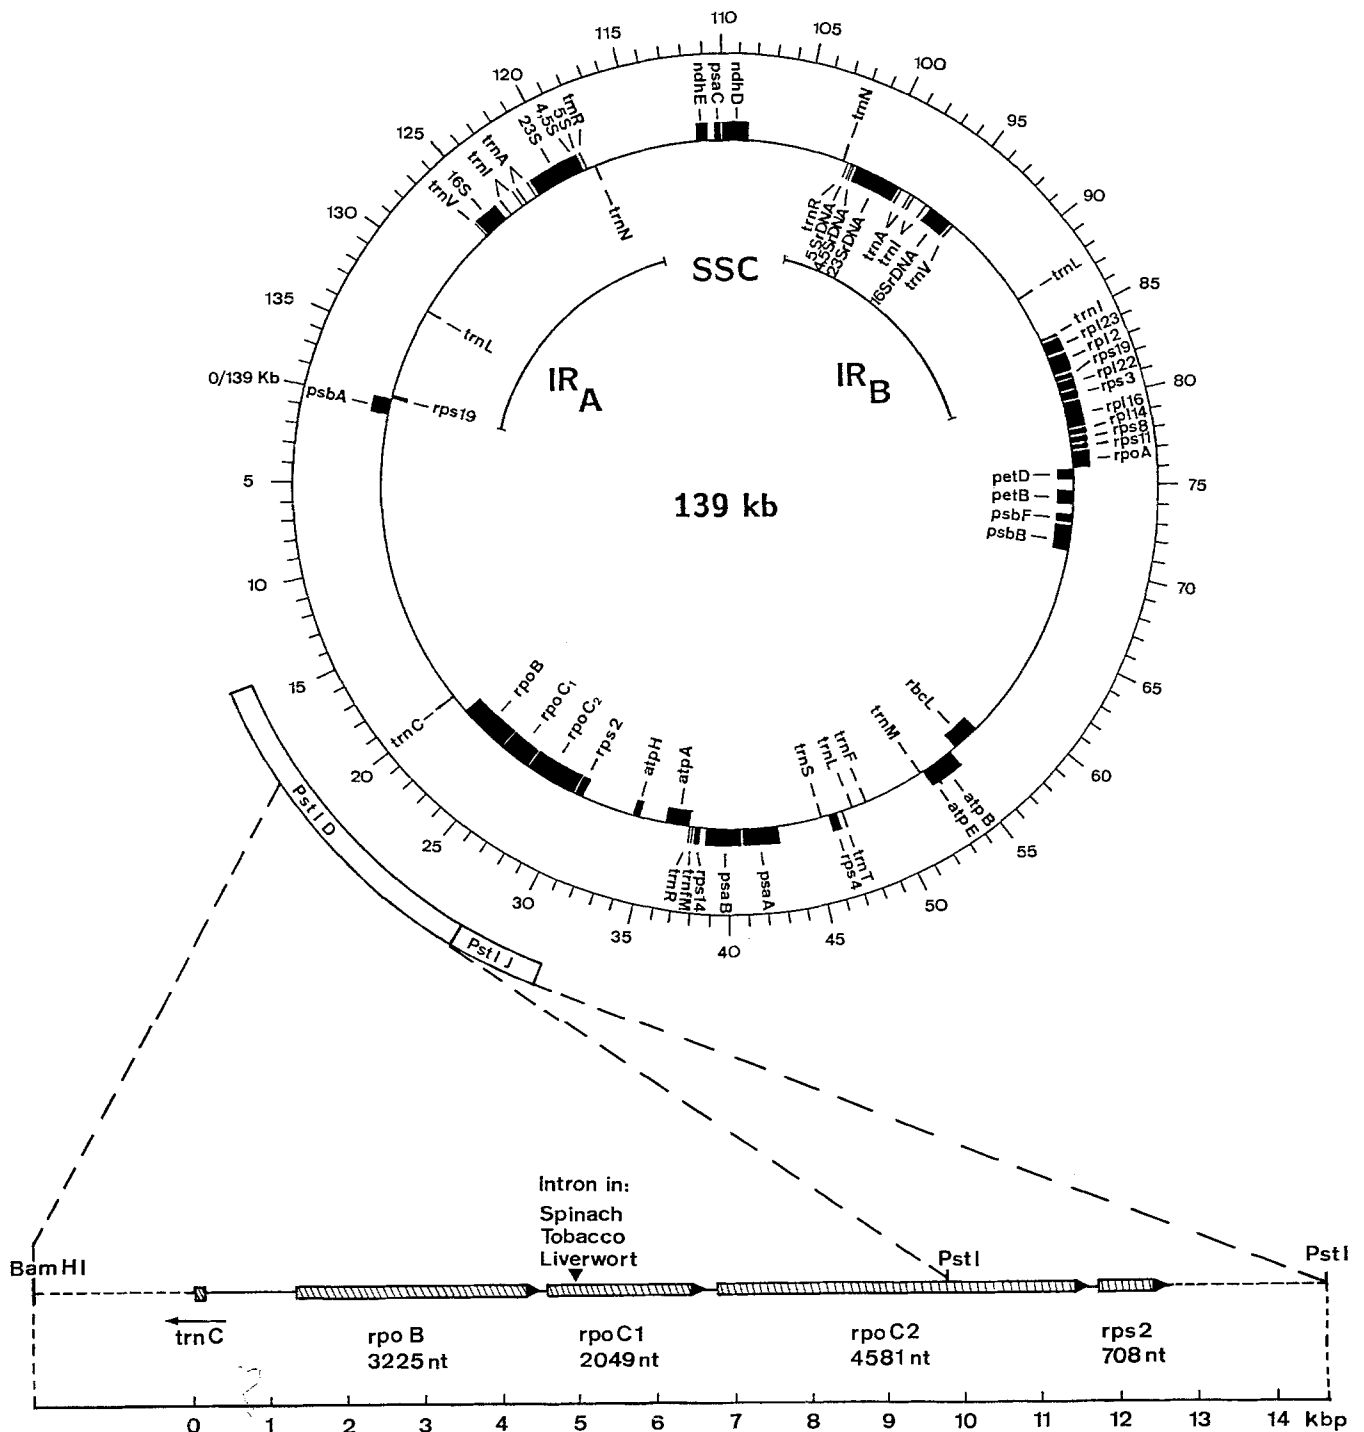 110
115
105
120
100
125
95
130
90
135
85
0/139 Kb
80
5
75
10
70
15
65
20
60
25
55
30
50
35
45
40
ndhE
psaC
ndhD
trnN
trnR
5S
4,5S
23S
trnA
trnI
16S
trnV
trnN
trnR
5SrDNA
4,5SrDNA
23SrDNA
trnA
trnI
16SrDNA
trnV
trnL
trnL
trnI
rpl23
rpl2
rps19
rpl22
rps3
rpl16
rpl14
rps8
rps11
rpoA
psbA
rps19
SSC
IRA
IRB
139 kb
petD
petB
psbF
psbB
rbcL
trnM
atpB
atpE
trnF
trnL
trnS
trnT
rps4
psaA
psaB
rps14
trnfM
trnR
atpA
atpH
rps2
rpoC2
rpoC1
rpoB
trnC
PstI D
PstI J
Intron in:
Spinach
Tobacco
Liverwort
BamHI
PstI
PstI
trnC
rpo B
3225 nt
rpoC1
2049 nt
rpoC2
4581 nt
rps2
708 nt
0 1 2 3 4 5 6 7 8 9 10 11 12 13 14 kbp